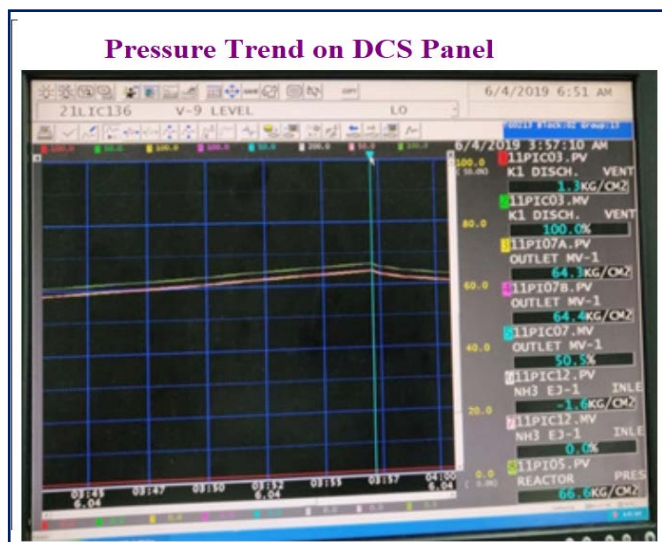 Pressure Trend on DCS Panel
6/4/2019 6:51 AM
21LIC136 V-9 LEVEL LO
6/4/2019 3:57:10 AM
100.0
80.0
60.0
40.0
20.0
0.0
11PIC03.PV
K1 DISCH. VENT
1.3KG/CM2
2 11PIC03.MV
K1 DISCH. VENT
100.0%
3 11PI07A.PV
OUTLET MV-1
64.3KG/CM2
4 11PI07B.PV
OUTLET MV-1
64.4KG/CM2
5 11PIC07.MV
OUTLET MV-1
50.5%
6 11PIC12.PV
NH3 EJ-1 INLE
-1.6KG/CM2
7 11PIC12.MV
NH3 EJ-1 INLE
0.0%
11PI05.PV
REACTOR PRES
66.6KG/CM2
03:45 03:47 03:50 03:52 03:55 03:57 04:00
6.04 6.04 6.04